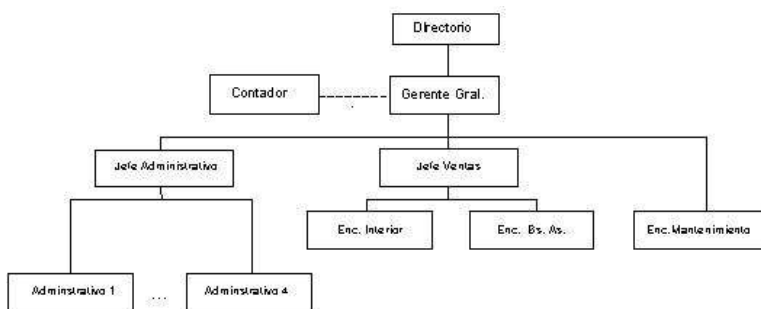 Directorio
Contador
Gerente Gral.
Jefe Administrativo
Jefe Ventas
Enc. Interior
Enc. Bs. As.
Enc.Mantenimiento
Adminstrativo 1
...
Adminstrativo 4